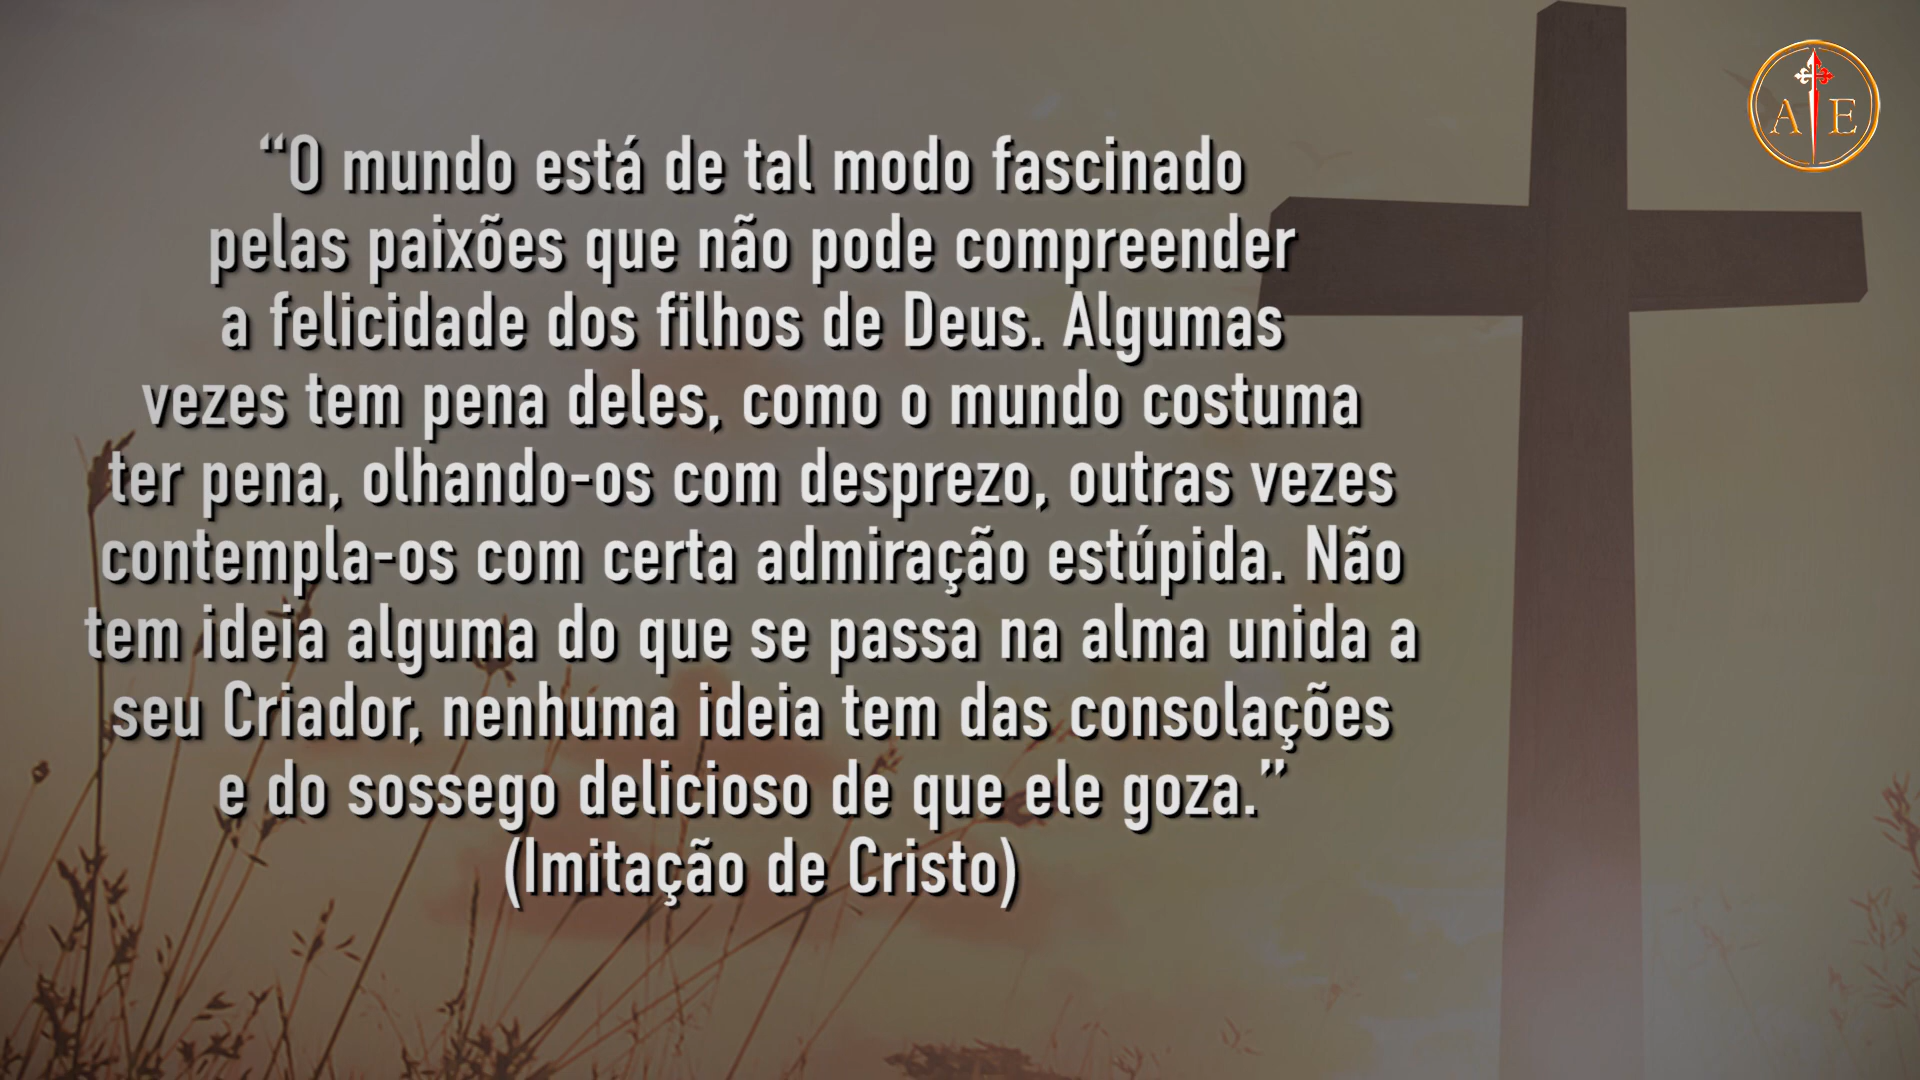 “O mundo está de tal modo fascinado
pelas paixões que não pode compreender
a felicidade dos filhos de Deus. Algumas
vezes tem pena deles, como o mundo costuma
ter pena, olhando-os com desprezo, outras vezes
contempla-os com certa admiração estúpida. Não
tem ideia alguma do que se passa na alma unida a
seu Criador, nenhuma ideia tem das consolações
e do sossego delicioso de que ele goza.”
(Imitação de Cristo)
A E